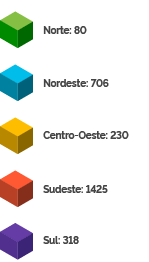 Norte: 80
Nordeste: 706
Centro-Oeste: 230
Sudeste: 1425
Sul: 318